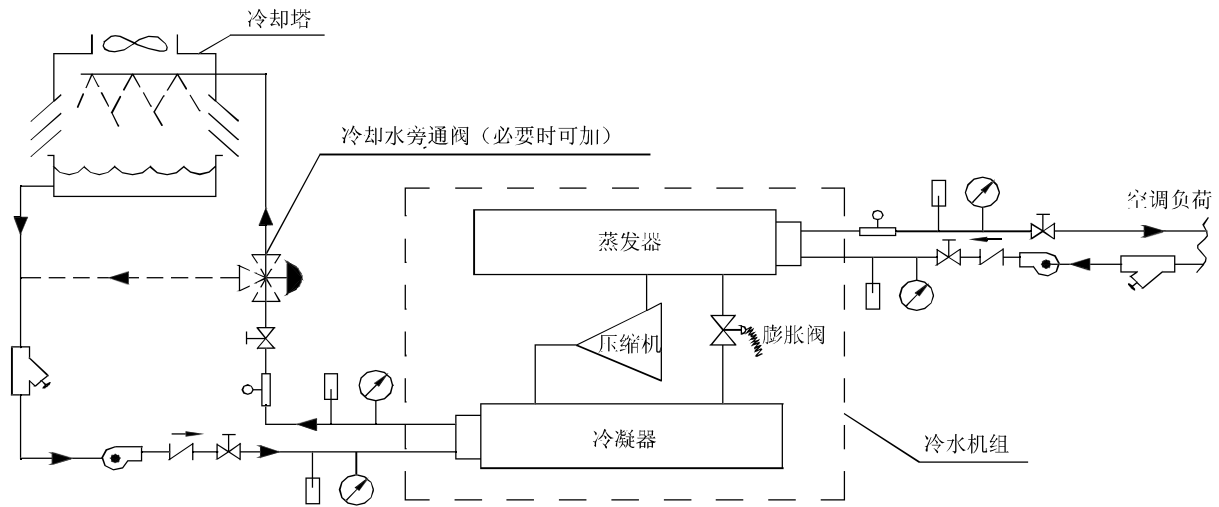 冷却塔
冷却水旁通阀（必要时可加）
空调负荷
蒸发器
压缩机
膨胀阀
冷凝器
冷水机组